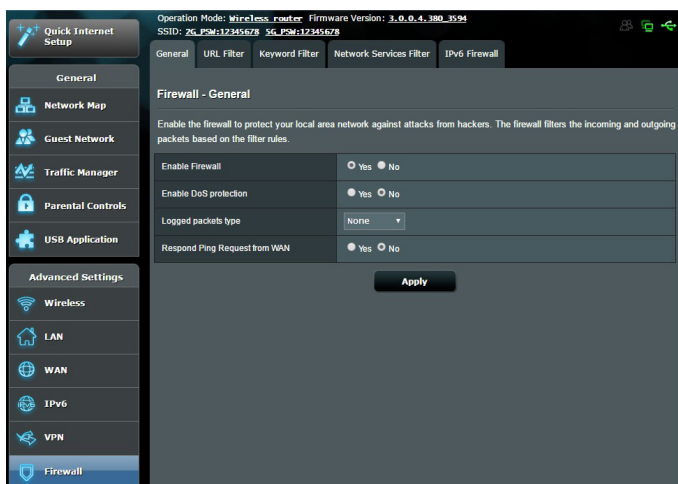 Quick Internet
Setup
Operation Mode: Wireless router Firmware Version: 3.0.0.4.380_3594
SSID: 2G_PSW:12345678 5G_PSW:12345678
General URL Filter Keyword Filter Network Services Filter IPv6 Firewall
General
Network Map
Guest Network
Traffic Manager
Parental Controls
USB Application
Advanced Settings
Wireless
LAN
WAN
IPv6
VPN
Firewall
Firewall - General
Enable the firewall to protect your local area network against attacks from hackers. The firewall filters the incoming and outgoing
packets based on the filter rules.
Enable Firewall Yes No
Enable DoS protection Yes No
Logged packets type None
Respond Ping Request from WAN Yes No
Apply